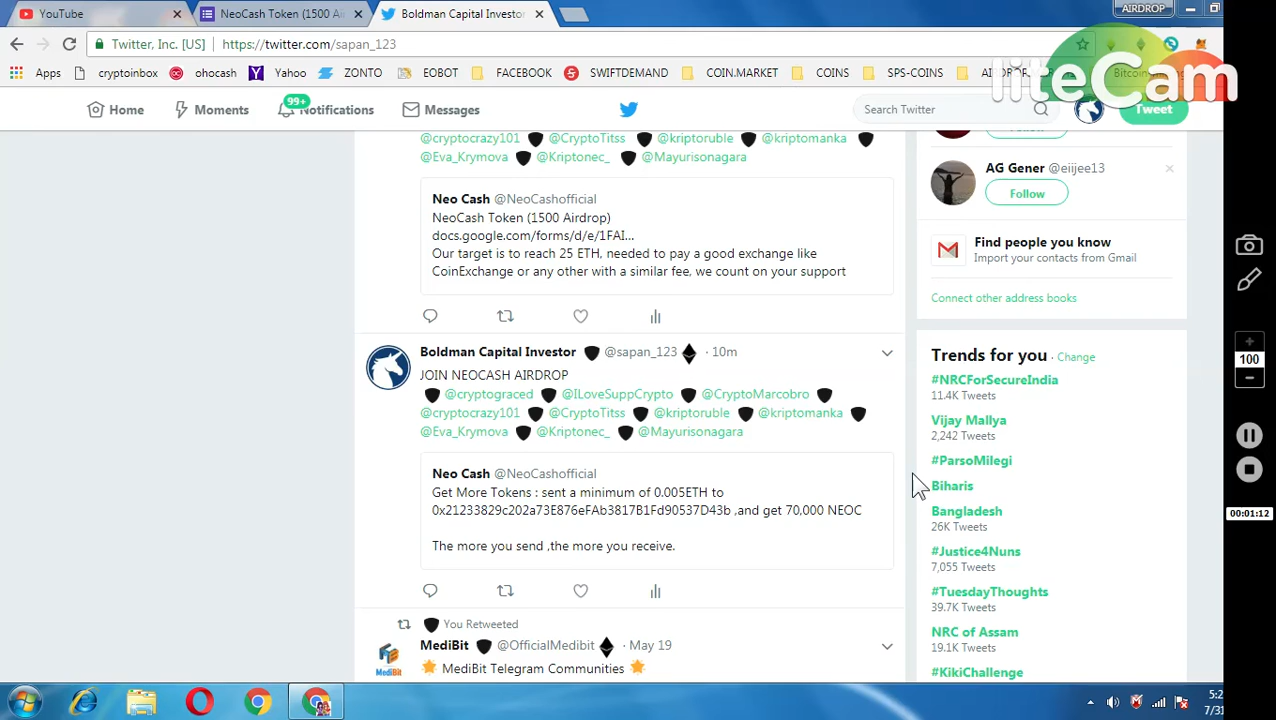 YouTube
NeoCash Token (1500 Air
Boldman Capital Investor
AIRDROP
Twitter, Inc. [US]
https://twitter.com/sapan_123
Apps
cryptoinbox
ohocash
Yahoo
ZONTO
EOBOT
FACEBOOK
SWIFTDEMAND
COIN.MARKET
COINS
SPS-COINS
liteCam
Home
Moments
99+
Notifications
Messages
Search Twitter
Tweet
@cryptocrazy101 @CryptoTitss @kriptoruble @kriptomanka
@Eva_Krymova @Kriptonec_ @Mayurisonagara
Neo Cash @NeoCashofficial
NeoCash Token (1500 Airdrop)
docs.google.com/forms/d/e/1FAI...
Our target is to reach 25 ETH, needed to pay a good exchange like
CoinExchange or any other with a similar fee, we count on your support
Boldman Capital Investor @sapan_123 · 10m
JOIN NEOCASH AIRDROP
@cryptograced @ILoveSuppCrypto @CryptoMarcobro
@cryptocrazy101 @CryptoTitss @kriptoruble @kriptomanka
@Eva_Krymova @Kriptonec_ @Mayurisonagara
Neo Cash @NeoCashofficial
Get More Tokens : sent a minimum of 0.005ETH to
0x21233829c202a73E876eFAb3817B1Fd90537D43b ,and get 70,000 NEOC
The more you send ,the more you receive.
You Retweeted
MediBit @OfficialMedibit · May 19
MediBit Telegram Communities
AG Gener @eijee13
Follow
Find people you know
Import your contacts from Gmail
Connect other address books
Trends for you · Change
#NRCForSecureIndia
11.4K Tweets
Vijay Mallya
2,242 Tweets
#ParsoMilegi
Biharis
Bangladesh
26K Tweets
#Justice4Nuns
7,055 Tweets
#TuesdayThoughts
39.7K Tweets
NRC of Assam
19.1K Tweets
#KikiChallenge
100
00:01:12